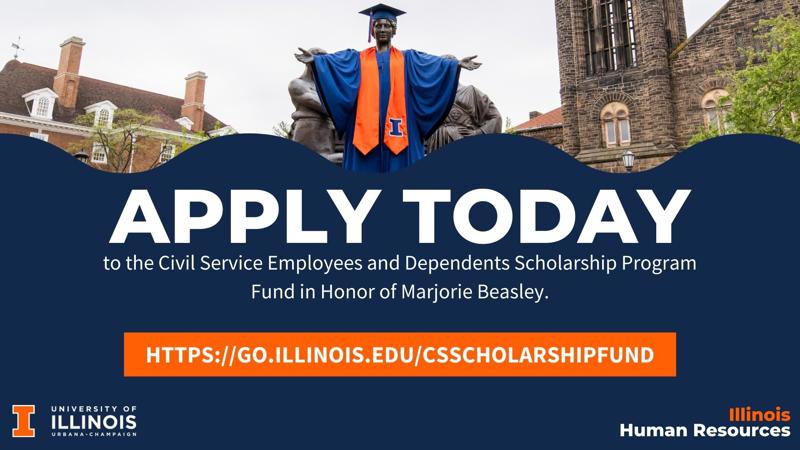 I
APPLY TODAY
to the Civil Service Employees and Dependents Scholarship Program
Fund in Honor of Marjorie Beasley.
HTTPS://GO.ILLINOIS.EDU/CSSCHOLARSHIPFUND
I
UNIVERSITY OF
ILLINOIS
URBANA-CHAMPAIGN
Illinois
Human Resources